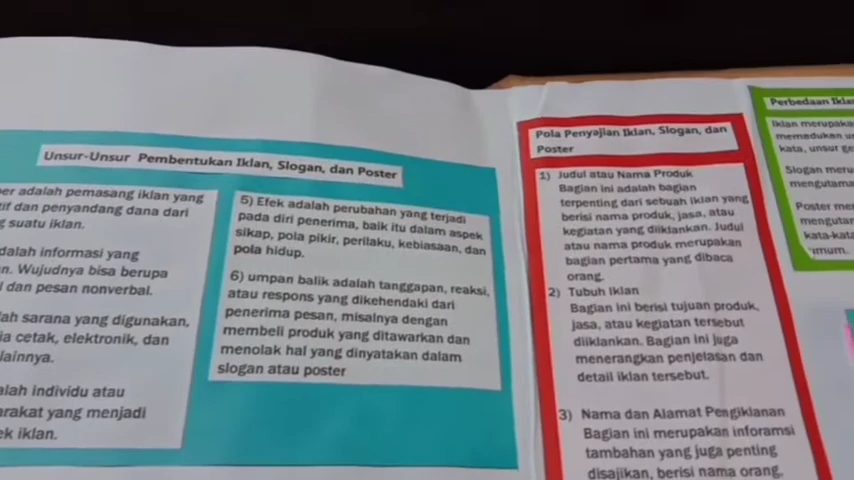 Unsur-Unsur Pembentukan Iklan, Slogan, dan Poster
adalah pemasang iklan yang
dan penyandang dana dari
suatu iklan.
adalah informasi yang
Wujudnya bisa berupa
dan pesan nonverbal.
sarana yang digunakan,
cetak, elektronik, dan
lainnya.
individu atau
yang menjadi
iklan.
5) Efek adalah perubahan yang terjadi
pada diri penerima, baik itu dalam aspek
sikap, pola pikir, perilaku, kebiasaan, dan
pola hidup.
6) umpan balik adalah tanggapan, reaksi,
atau respons yang dikehendaki dari
penerima pesan, misalnya dengan
membeli produk yang ditawarkan dan
menolak hal yang dinyatakan dalam
slogan atau poster
Pola Penyajian Iklan, Slogan, dan
Poster
1) Judul atau Nama Produk
Bagian ini adalah bagian
terpenting dari sebuah iklan yang
berisi nama produk, jasa, atau
kegiatan yang diiklankan. Judul
atau nama produk merupakan
bagian pertama yang dibaca
orang.
2) Tubuh Iklan
Bagian ini berisi tujuan produk,
jasa, atau kegiatan tersebut
diiklankan. Bagian ini juga
menerangkan penjelasan dan
detail iklan tersebut.
3) Nama dan Alamat Pengiklanan
Bagian ini merupakan inforamsi
tambahan yang juga penting
disajikan, berisi nama orang,
Perbedaan Iklan
Iklan merupaka
memadukan un
kata, unsur ge
Slogan meru
mengutama
Poster mer
mengutar
kata-kata
umum.